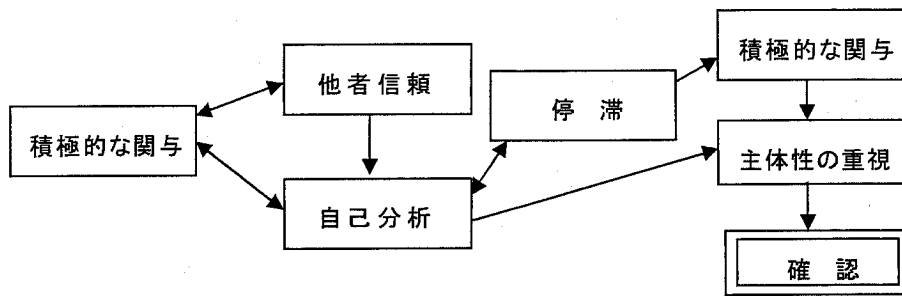 積極的な関与
他者信頼
停滞
積極的な関与
主体性の重視
自己分析
確認